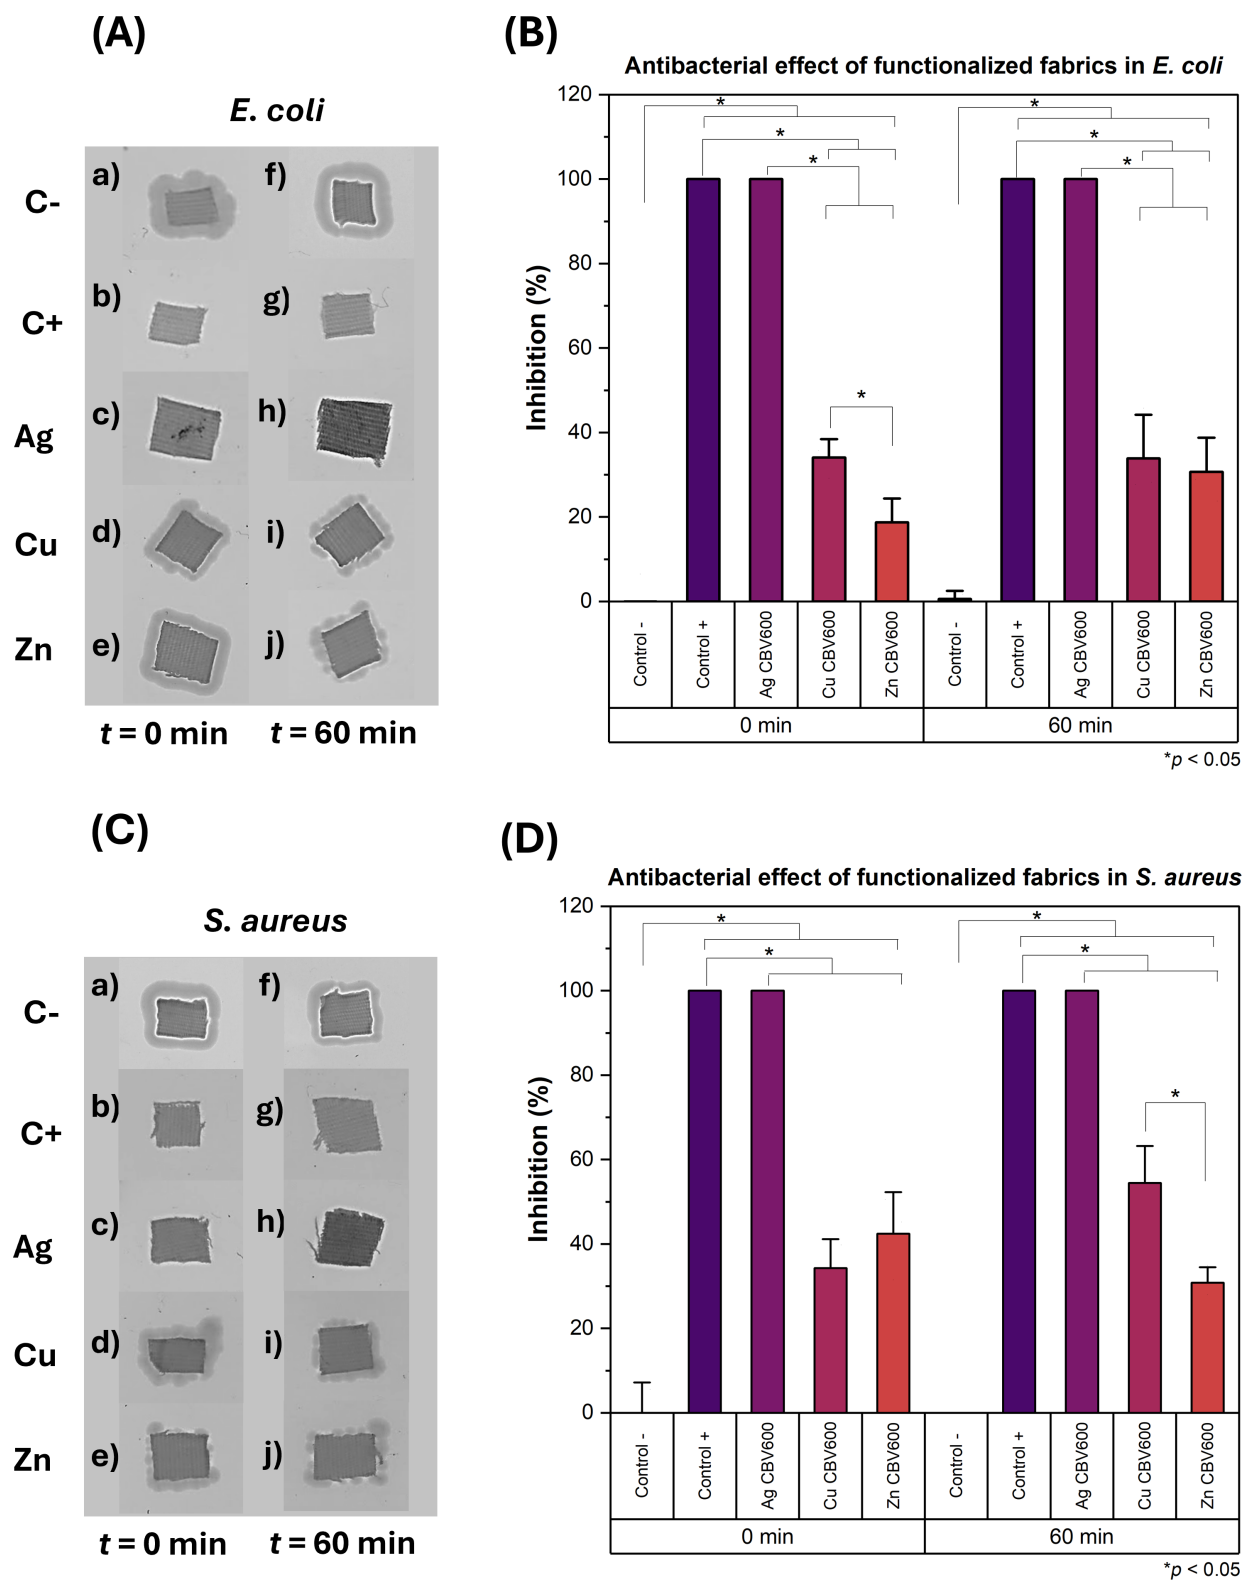 (A)
E. coli
C-
a)
f)
C+
b)
g)
Ag
c)
h)
Cu
d)
i)
Zn
e)
j)
t = 0 min
t = 60 min
(B)
Antibacterial effect of functionalized fabrics in E. coli
Inhibition (%)
120
100
80
60
40
20
0
*
*
*
*
*
*
*
Control -
Control +
Ag CBV600
Cu CBV600
Zn CBV600
Control -
Control +
Ag CBV600
Cu CBV600
Zn CBV600
0 min
60 min
*p < 0.05
(C)
S. aureus
C-
a)
f)
C+
b)
g)
Ag
c)
h)
Cu
d)
i)
Zn
e)
j)
t = 0 min
t = 60 min
(D)
Antibacterial effect of functionalized fabrics in S. aureus
Inhibition (%)
120
100
80
60
40
20
0
*
*
*
*
*
Control -
Control +
Ag CBV600
Cu CBV600
Zn CBV600
Control -
Control +
Ag CBV600
Cu CBV600
Zn CBV600
0 min
60 min
*p < 0.05